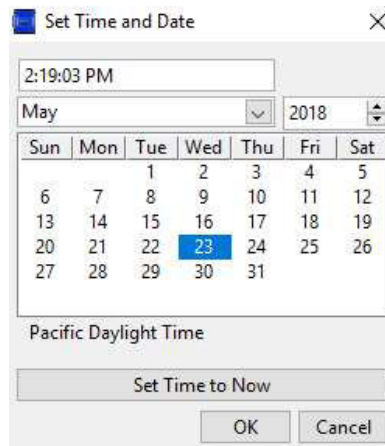 Set Time and Date
2:19:03 PM
May 2018
Sun Mon Tue Wed Thu Fri Sat
1 2 3 4 5
6 7 8 9 10 11 12
13 14 15 16 17 18 19
20 21 22 23 24 25 26
27 28 29 30 31
Pacific Daylight Time
Set Time to Now
OK Cancel